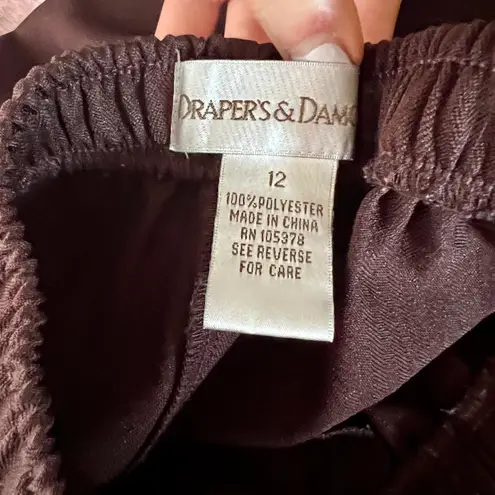 DRAPER'S & DAM
12
100% POLYESTER
MADE IN CHINA
RN 105378
SEE REVERSE
FOR CARE